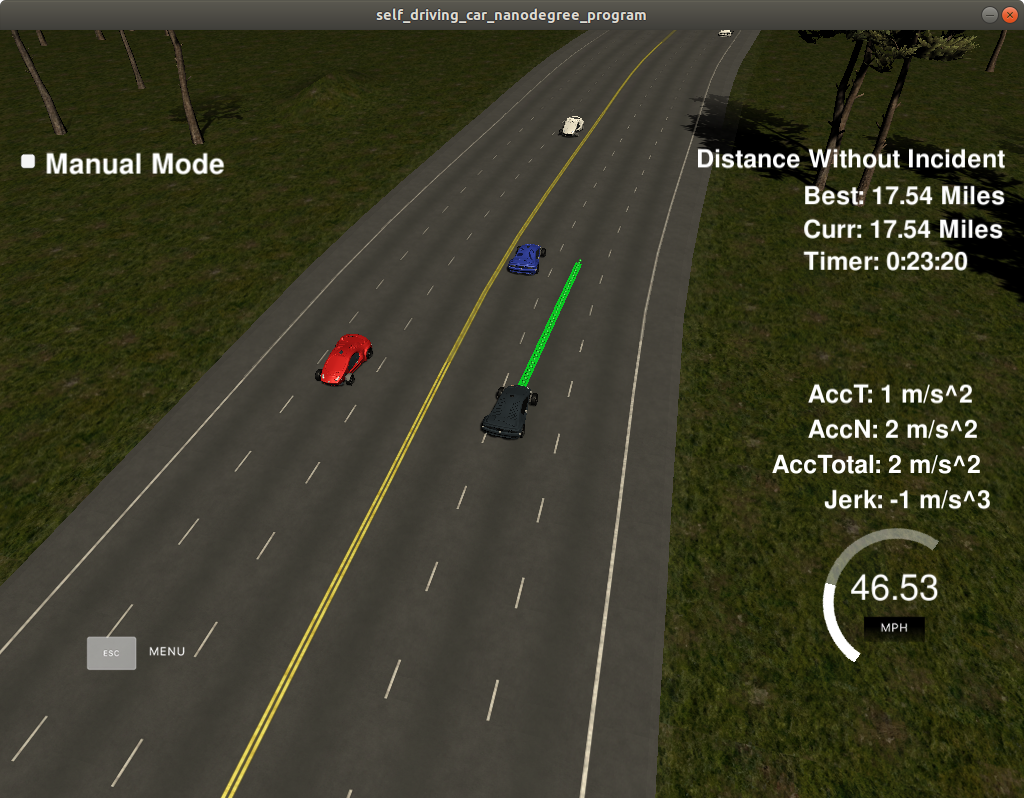 self_driving_car_nanodegree_program
Manual Mode
Distance Without Incident
Best: 17.54 Miles
Curr: 17.54 Miles
Timer: 0:23:20
AccT: 1 m/s^2
AccN: 2 m/s^2
AccTotal: 2 m/s^2
Jerk: -1 m/s^3
46.53
MPH
ESC
MENU